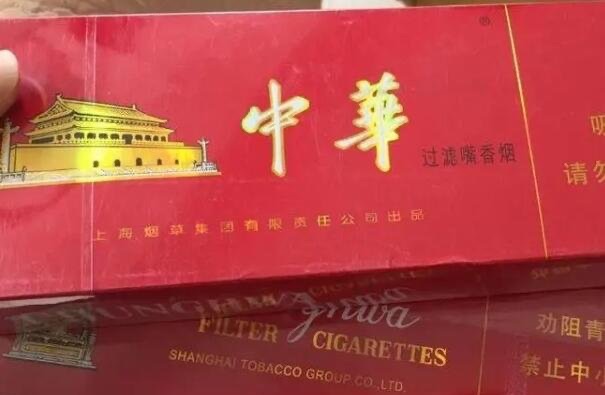 ®
中華
过滤嘴香烟
上海烟草集团有限责任公司出品
请勿
FILTER CIGARETTES
SHANGHAI TOBACCO GROUP CO.,LTD.
劝阻青
禁止中小